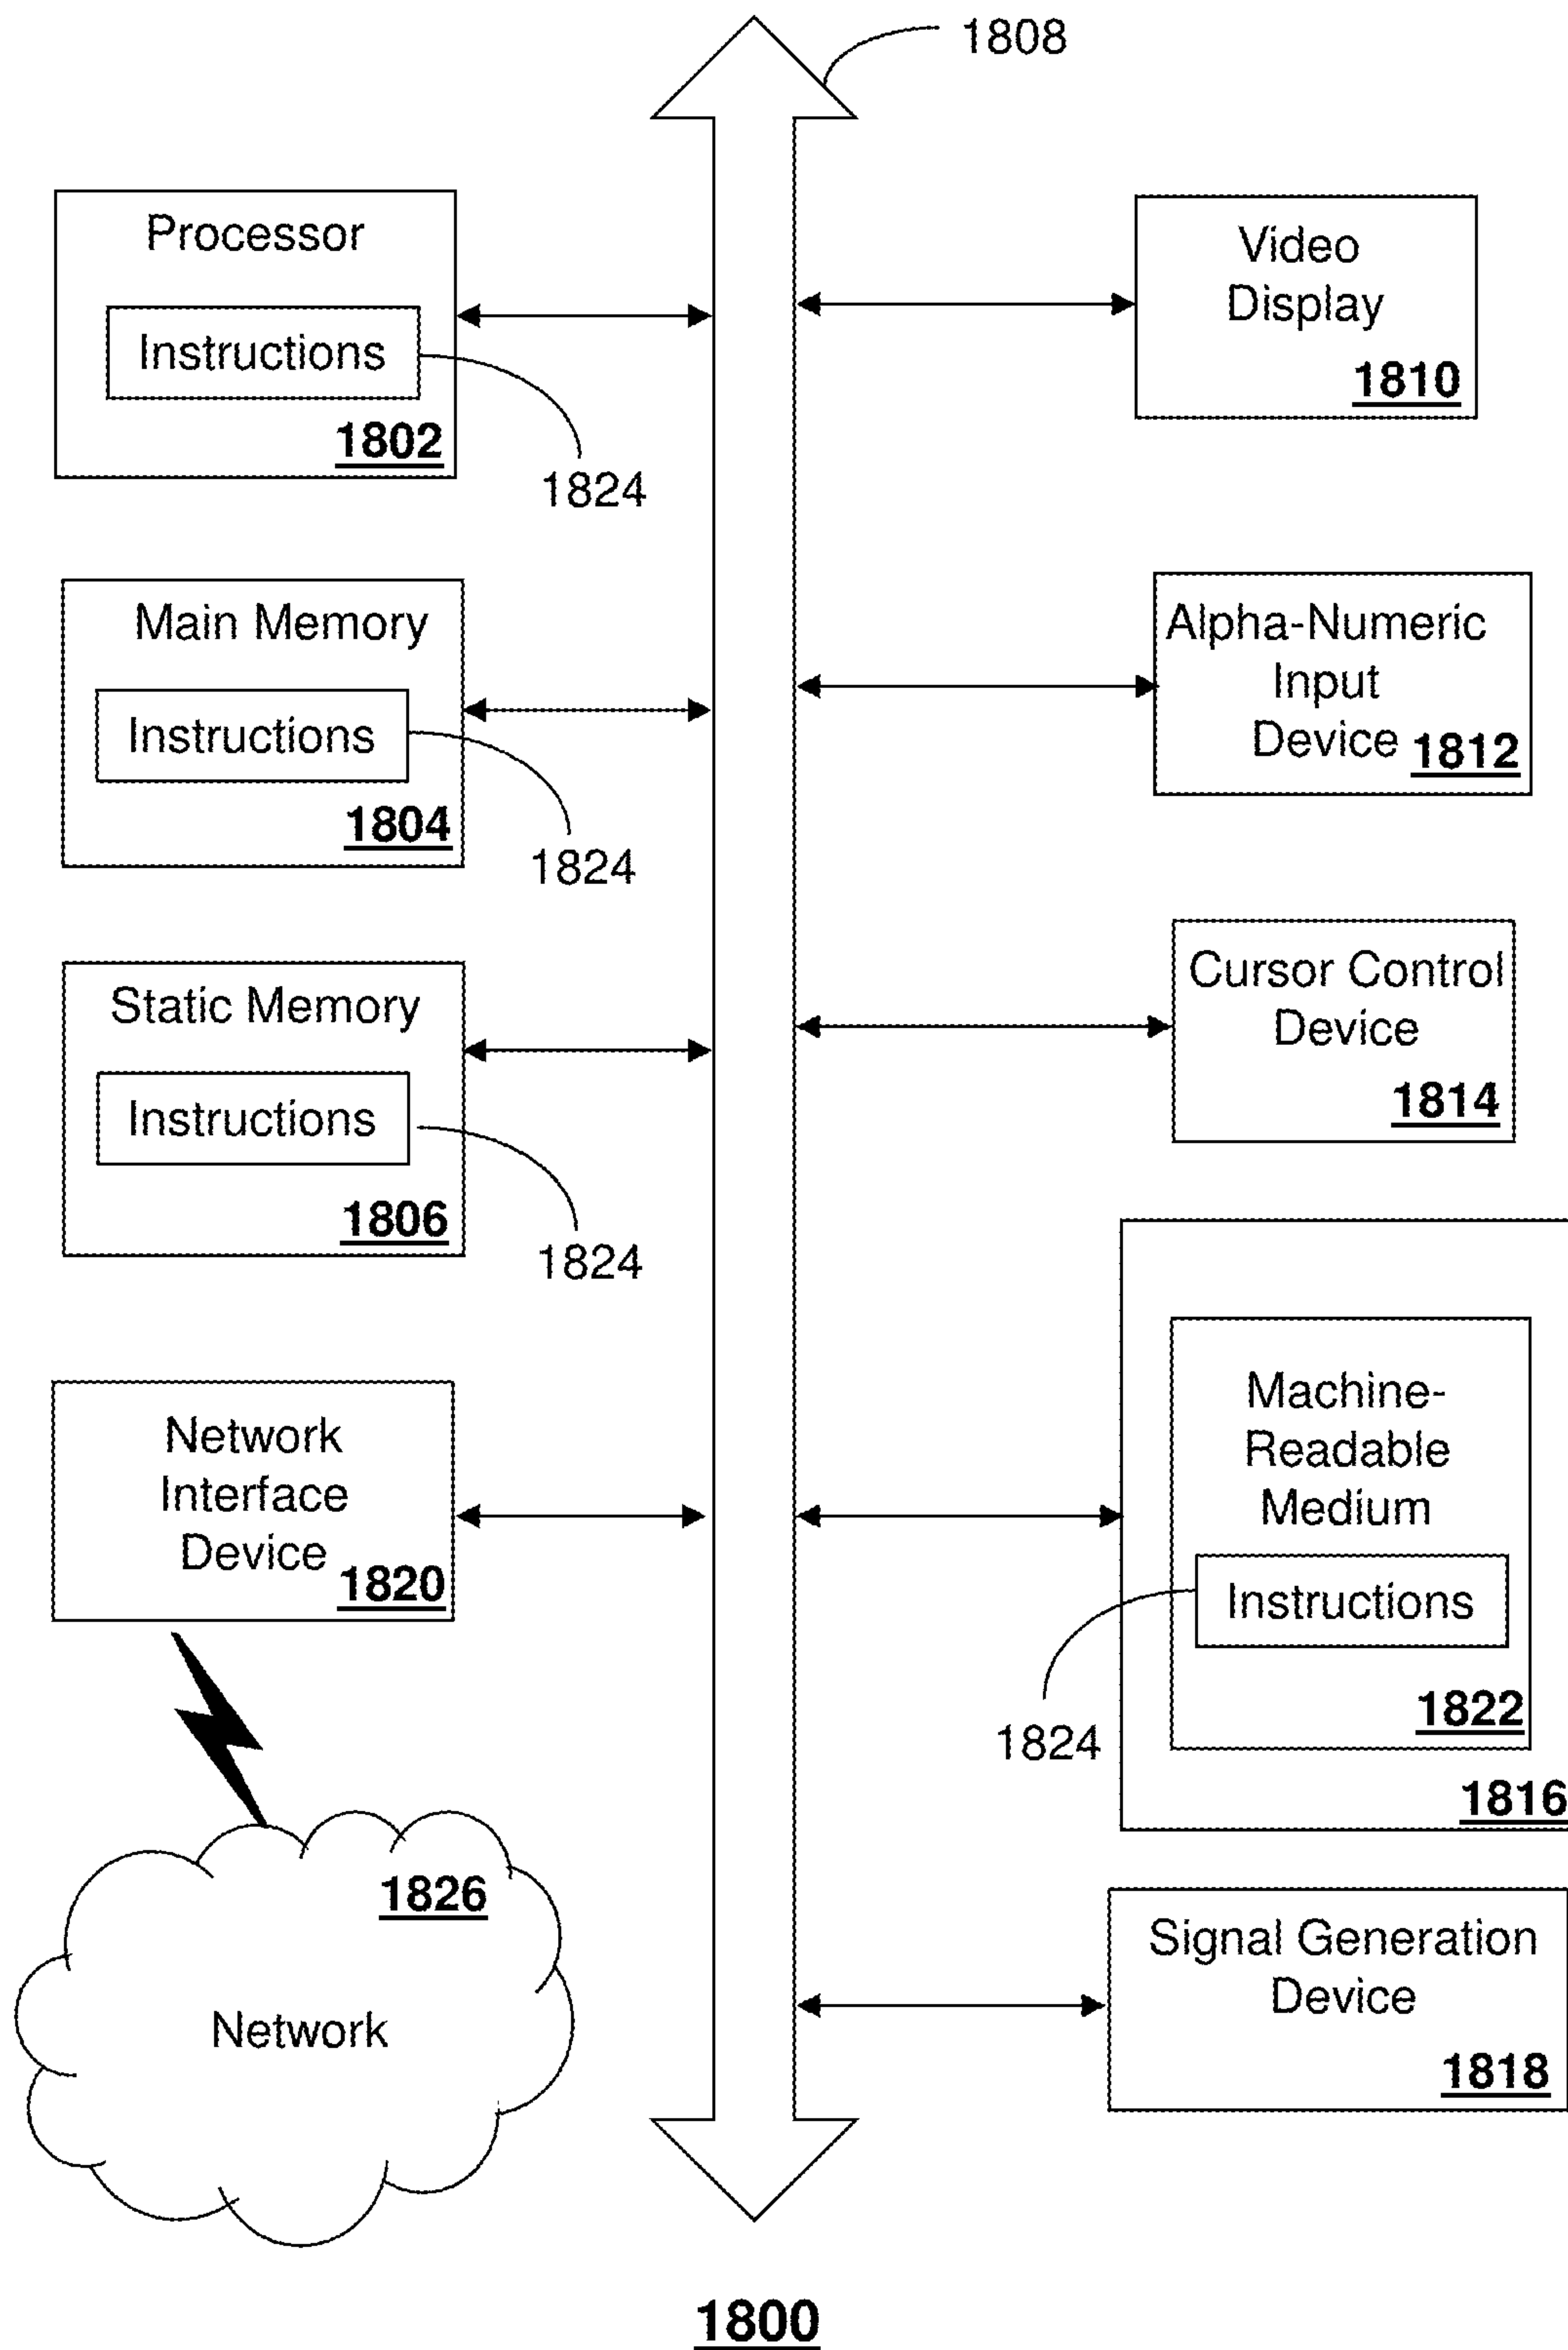 1808
Processor
Instructions
1802
1824
Main Memory
Instructions
1804
1824
Static Memory
Instructions
1806
1824
Network
Interface
Device
1820
1826
Network
Video
Display
1810
Alpha-Numeric
Input
Device 1812
Cursor Control
Device
1814
Machine-
Readable
Medium
Instructions
1822
1824
1816
Signal Generation
Device
1818
1800